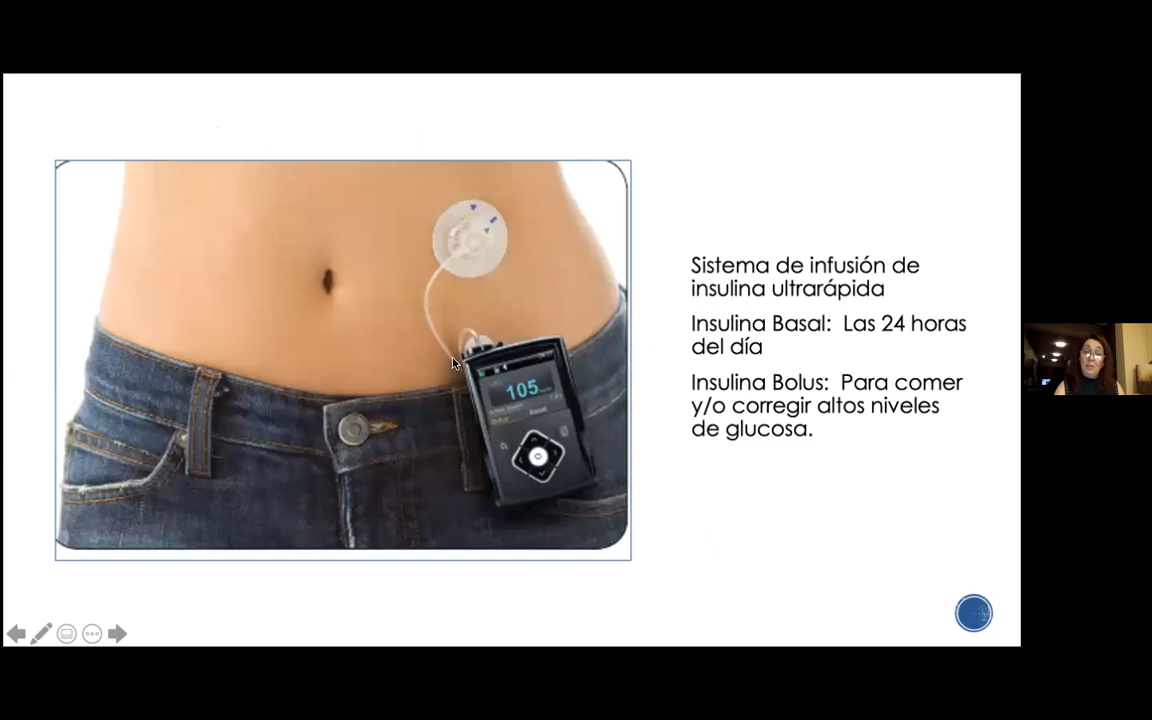 105
Sistema de infusión de
insulina ultrarápida
Insulina Basal:  Las 24 horas
del día
Insulina Bolus:  Para comer
y/o corregir altos niveles
de glucosa.